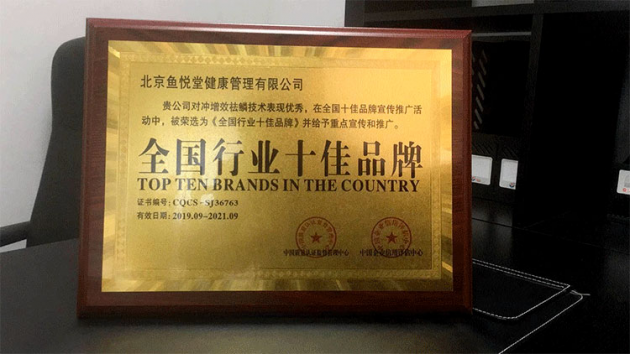 北京鱼悦堂健康管理有限公司
贵公司对冲增效祛鳞技术表现优秀，在全国十佳品牌宣传推广活
动中，被荣选为《全国行业十佳品牌》并给予重点宣传和推广。
全国行业十佳品牌
TOP TEN BRANDS IN THE COUNTRY
证书编号：CQCS - SJ36763
有效日期：2019.09-2021.09